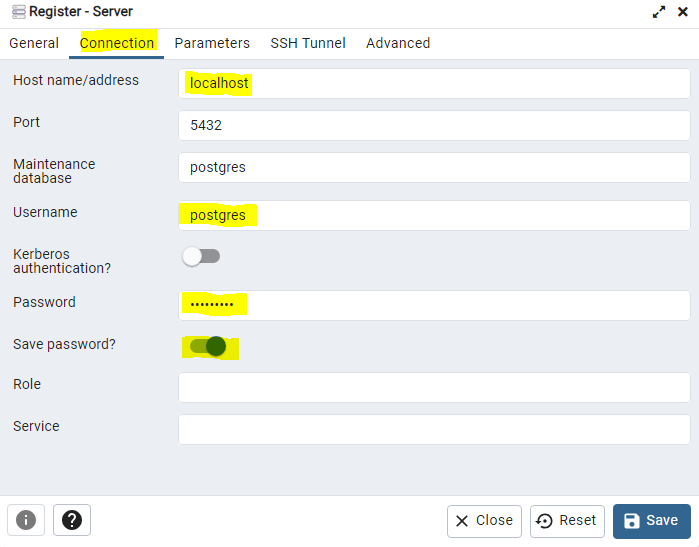 Register - Server
General Connection Parameters SSH Tunnel Advanced
Host name/address localhost
Port 5432
Maintenance
database postgres
Username postgres
Kerberos
authentication?
Password •••••••••
Save password?
Role
Service
Close Reset Save